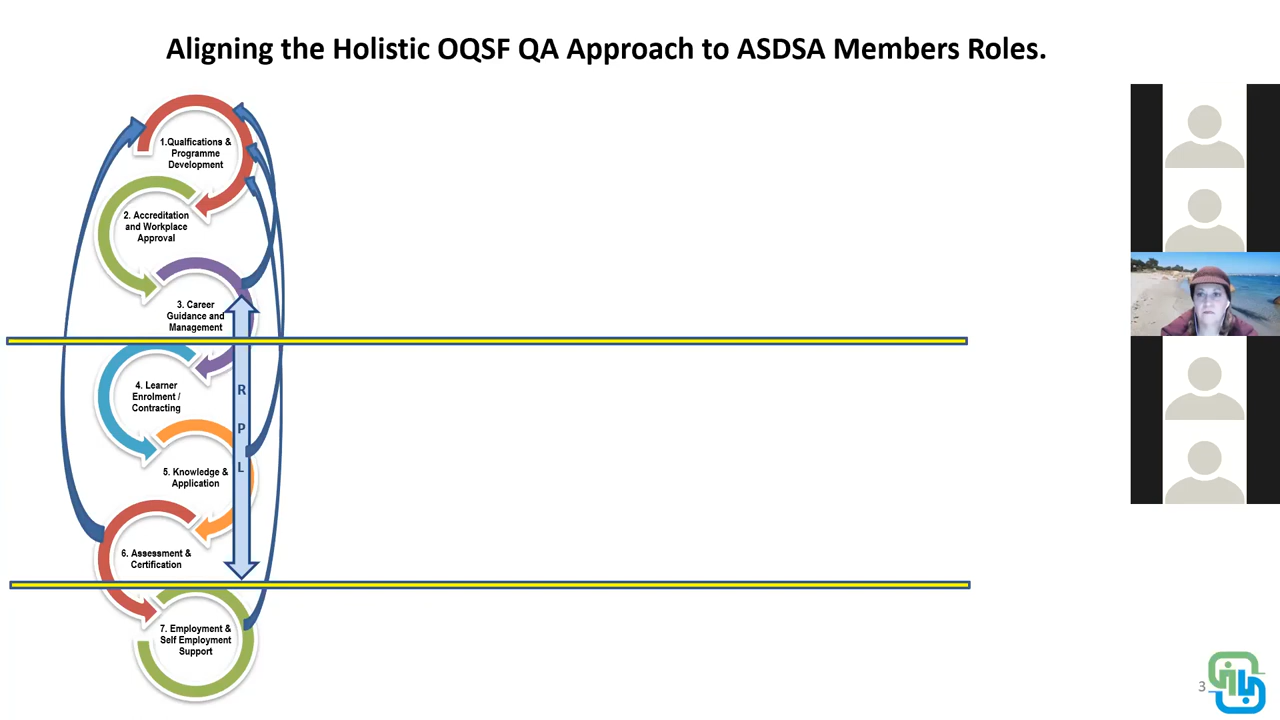 Aligning the Holistic OQSF QA Approach to ASDSA Members Roles.
1.Qualfications &
Programme
Development
2. Accreditation
and Workplace
Approval
3. Career
Guidance and
Management
4. Learner
Enrolment /
Contracting
R
P
L
5. Knowledge &
Application
6. Assessment &
Certification
7. Employment &
Self Employment
Support
3